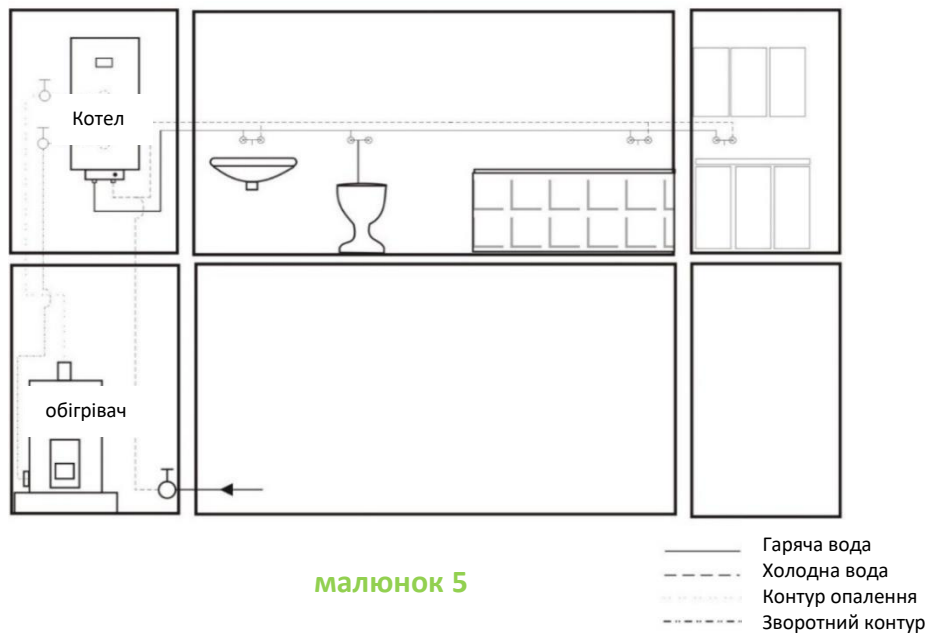 Котел
обігрівач
малюнок 5
Гаряча вода
Холодна вода
Контур опалення
Зворотний контур